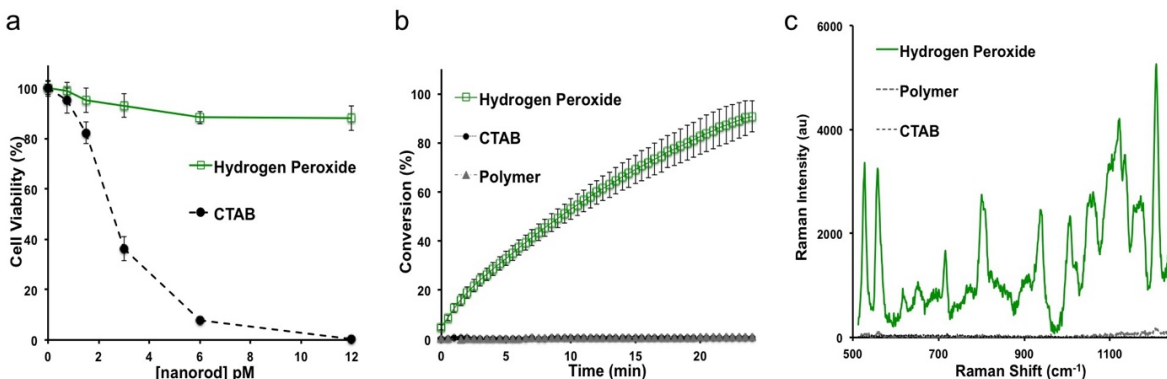 a
100
80
60
40
20
0
Cell Viability (%)
Hydrogen Peroxide
CTAB
0 2 4 6 8 10 12
[nanorod] pM
b
100
80
60
40
20
0
Conversion (%)
Hydrogen Peroxide
CTAB
Polymer
0 5 10 15 20
Time (min)
c
6000
4000
2000
0
Raman Intensity (au)
Hydrogen Peroxide
Polymer
CTAB
500 700 900 1100
Raman Shift (cm⁻¹)